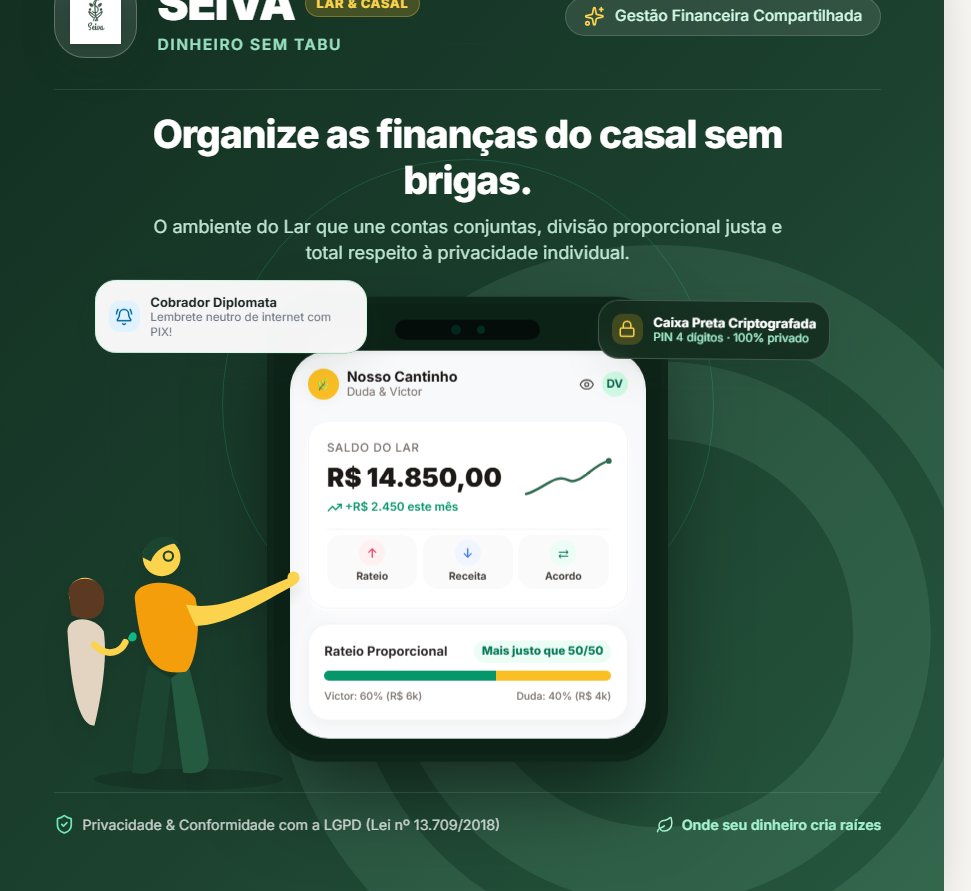 Seiva
SEIVA
LAR & CASAL
DINHEIRO SEM TABU
Gestão Financeira Compartilhada
Organize as finanças do casal sem
brigas.
O ambiente do Lar que une contas conjuntas, divisão proporcional justa e
total respeito à privacidade individual.
Cobrador Diplomata
Lembrete neutro de internet com
PIX!
Caixa Preta Criptografada
PIN 4 dígitos · 100% privado
Nosso Cantinho
Duda & Victor
DV
SALDO DO LAR
R$ 14.850,00
+R$ 2.450 este mês
Rateio
Receita
Acordo
Rateio Proporcional
Mais justo que 50/50
Victor: 60% (R$ 6k)
Duda: 40% (R$ 4k)
Privacidade & Conformidade com a LGPD (Lei nº 13.709/2018)
Onde seu dinheiro cria raízes